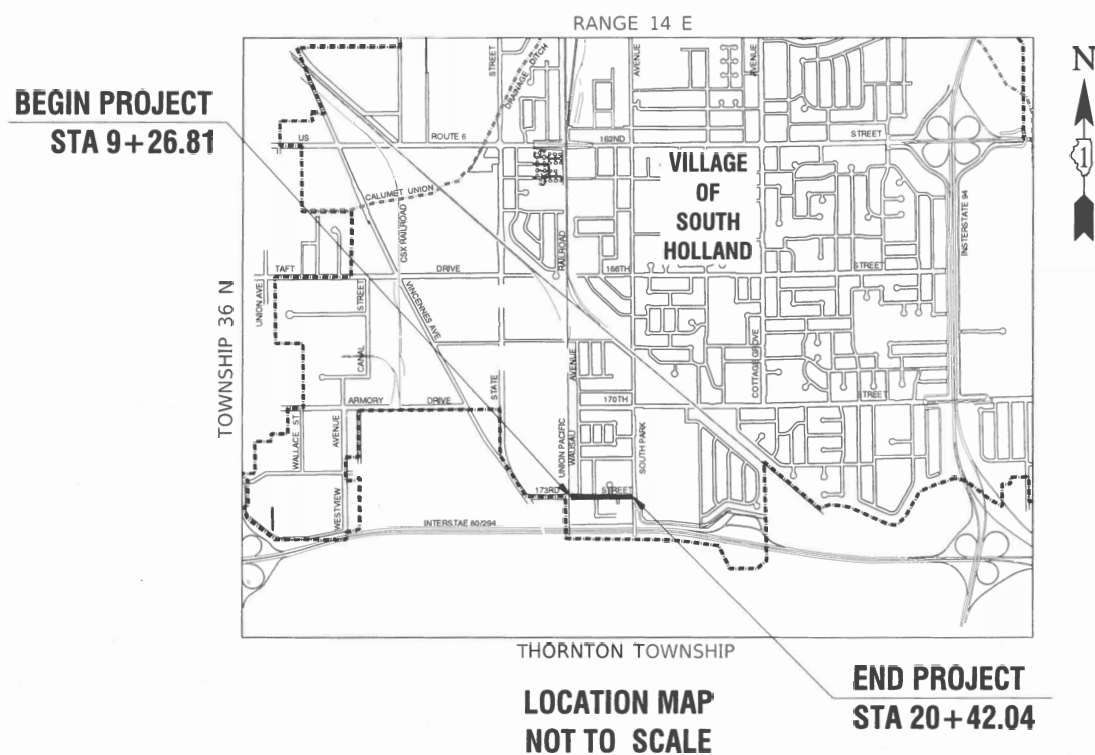 RANGE 14 E
BEGIN PROJECT
STA 9+26.81
N
1
STREET
DRAINAGE DITCH
AVENUE
AVENUE
US
ROUTE 6
162ND
STREET
VILLAGE
OF
SOUTH
HOLLAND
CALUMET UNION
CSX RAILROAD
RAILROAD
INSTERSTATE 94
TAFT
DRIVE
166TH
STREET
UNION AVE
STREET
CANAL
VINCENNES AVE
TOWNSHIP 36 N
STATE
AVENUE
COTTAGE GROVE
ARMORY
DRIVE
170TH
STREET
WALLACE ST
AVENUE
WESTVIEW
UNION PACIFIC
WAUSAU
SOUTH PARK
173RD
STREET
INTERSTAE 80/294
THORNTON TOWNSHIP
LOCATION MAP
NOT TO SCALE
END PROJECT
STA 20+42.04